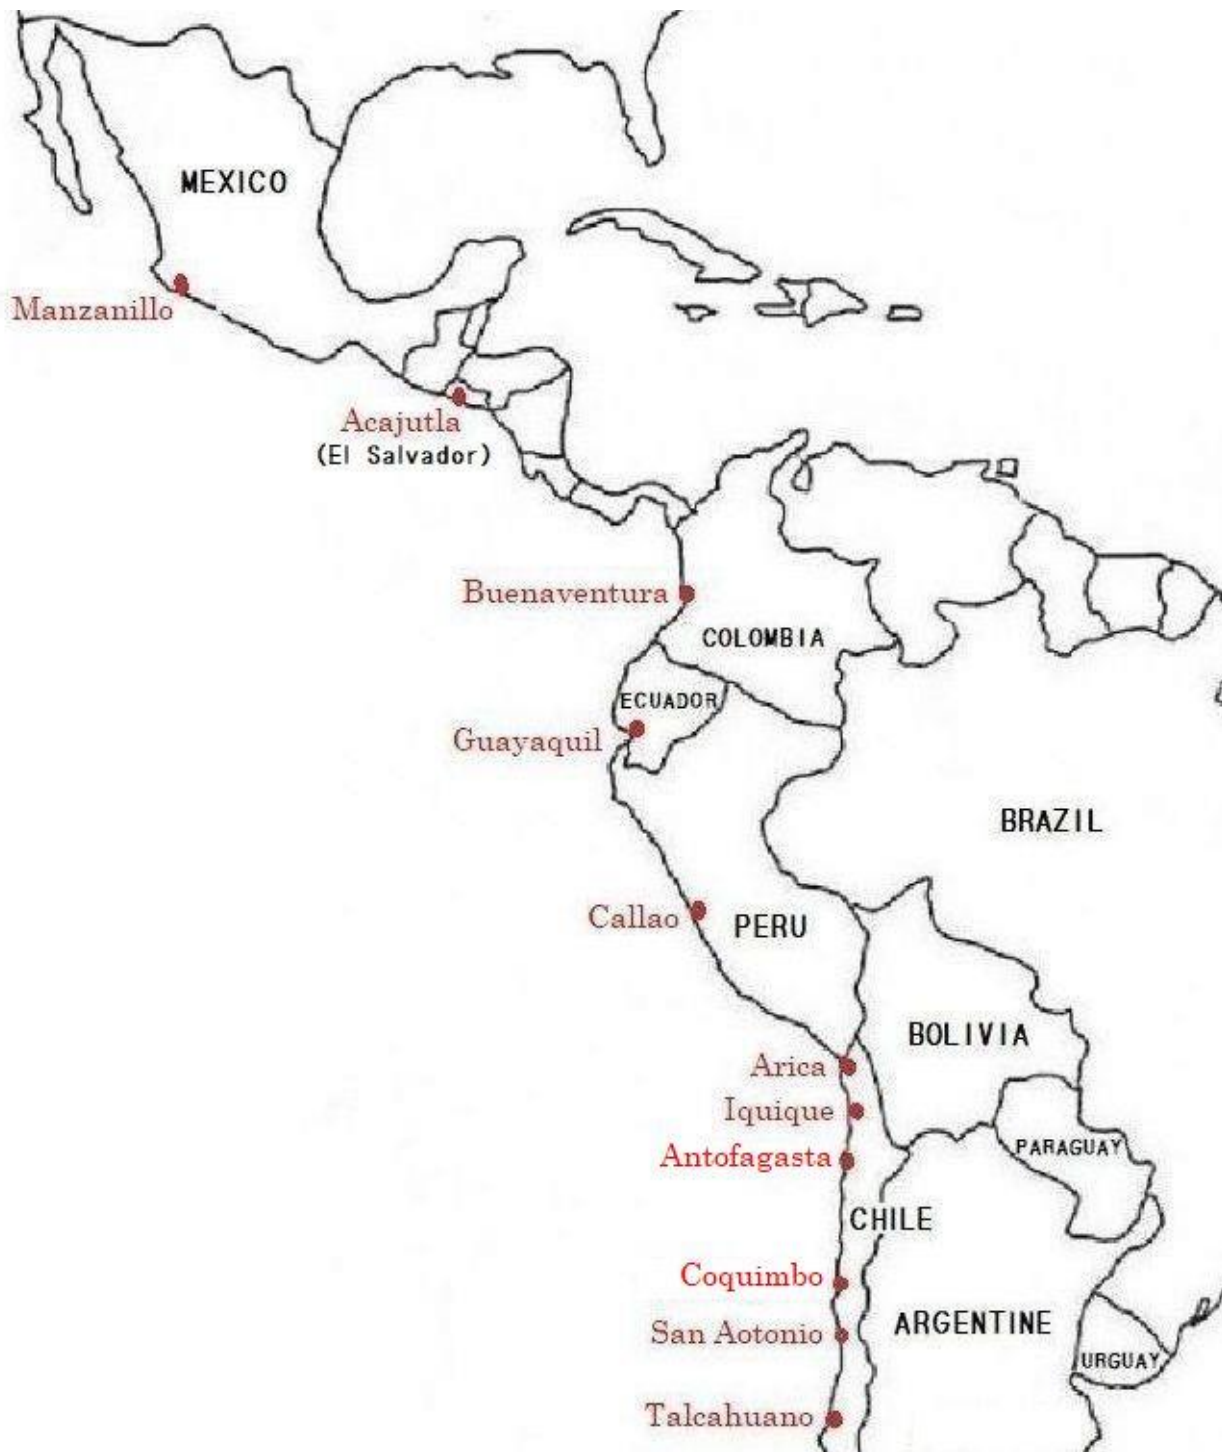 MEXICO
Manzanillo
Acajutla
(El Salvador)
Buenaventura
COLOMBIA
ECUADOR
Guayaquil
BRAZIL
Callao
PERU
BOLIVIA
Arica
Iquique
PARAGUAY
Antofagasta
CHILE
Coquimbo
ARGENTINE
San Aotonio
URGUAY
Talcahuano